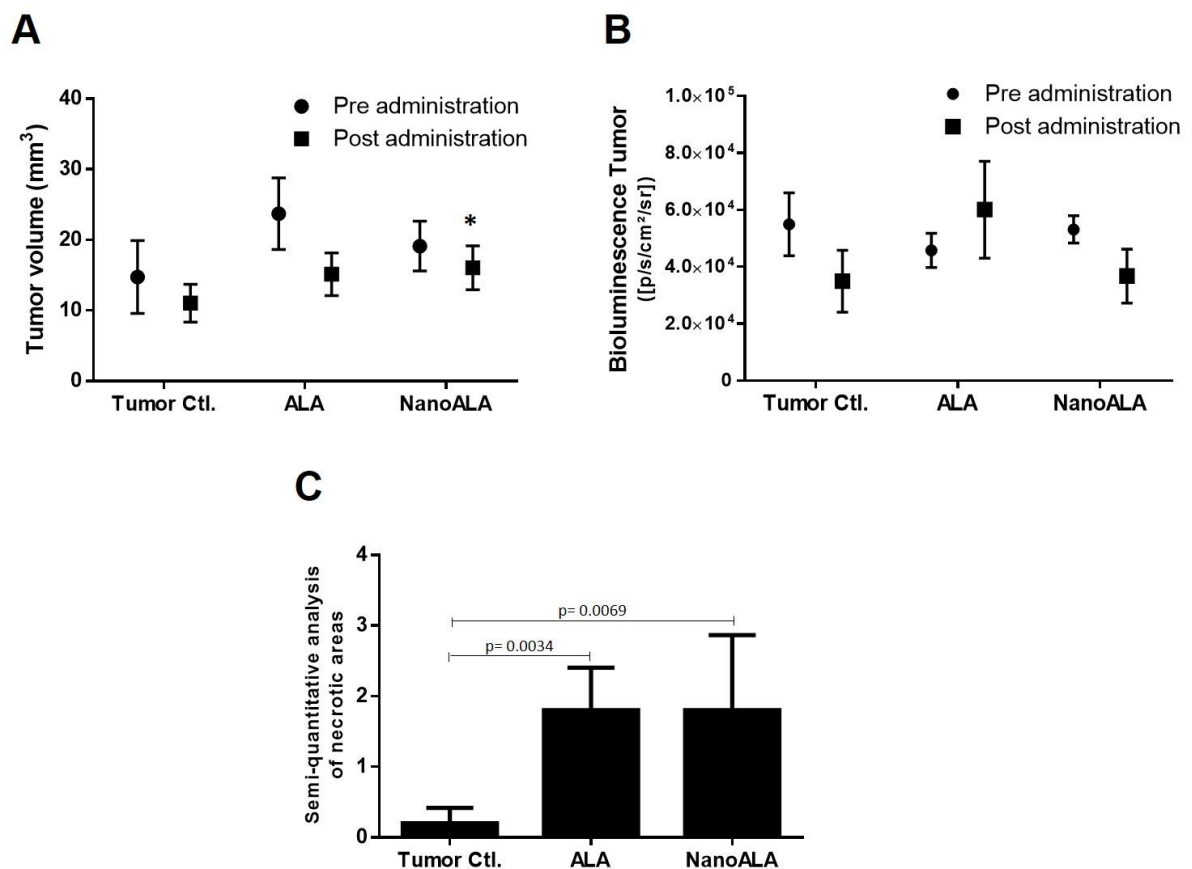 A
Tumor volume (mm³)
40
30
20
10
0
Pre administration
Post administration
*
Tumor Ctl.
ALA
NanoALA
B
Bioluminescence Tumor
([p/s/cm²/sr])
1.0×10⁵
8.0×10⁴
6.0×10⁴
4.0×10⁴
2.0×10⁴
0
Pre administration
Post administration
Tumor Ctl.
ALA
NanoALA
C
Semi-quantitative analysis
of necrotic areas
4
3
2
1
0
p= 0.0069
p= 0.0034
Tumor Ctl.
ALA
NanoALA